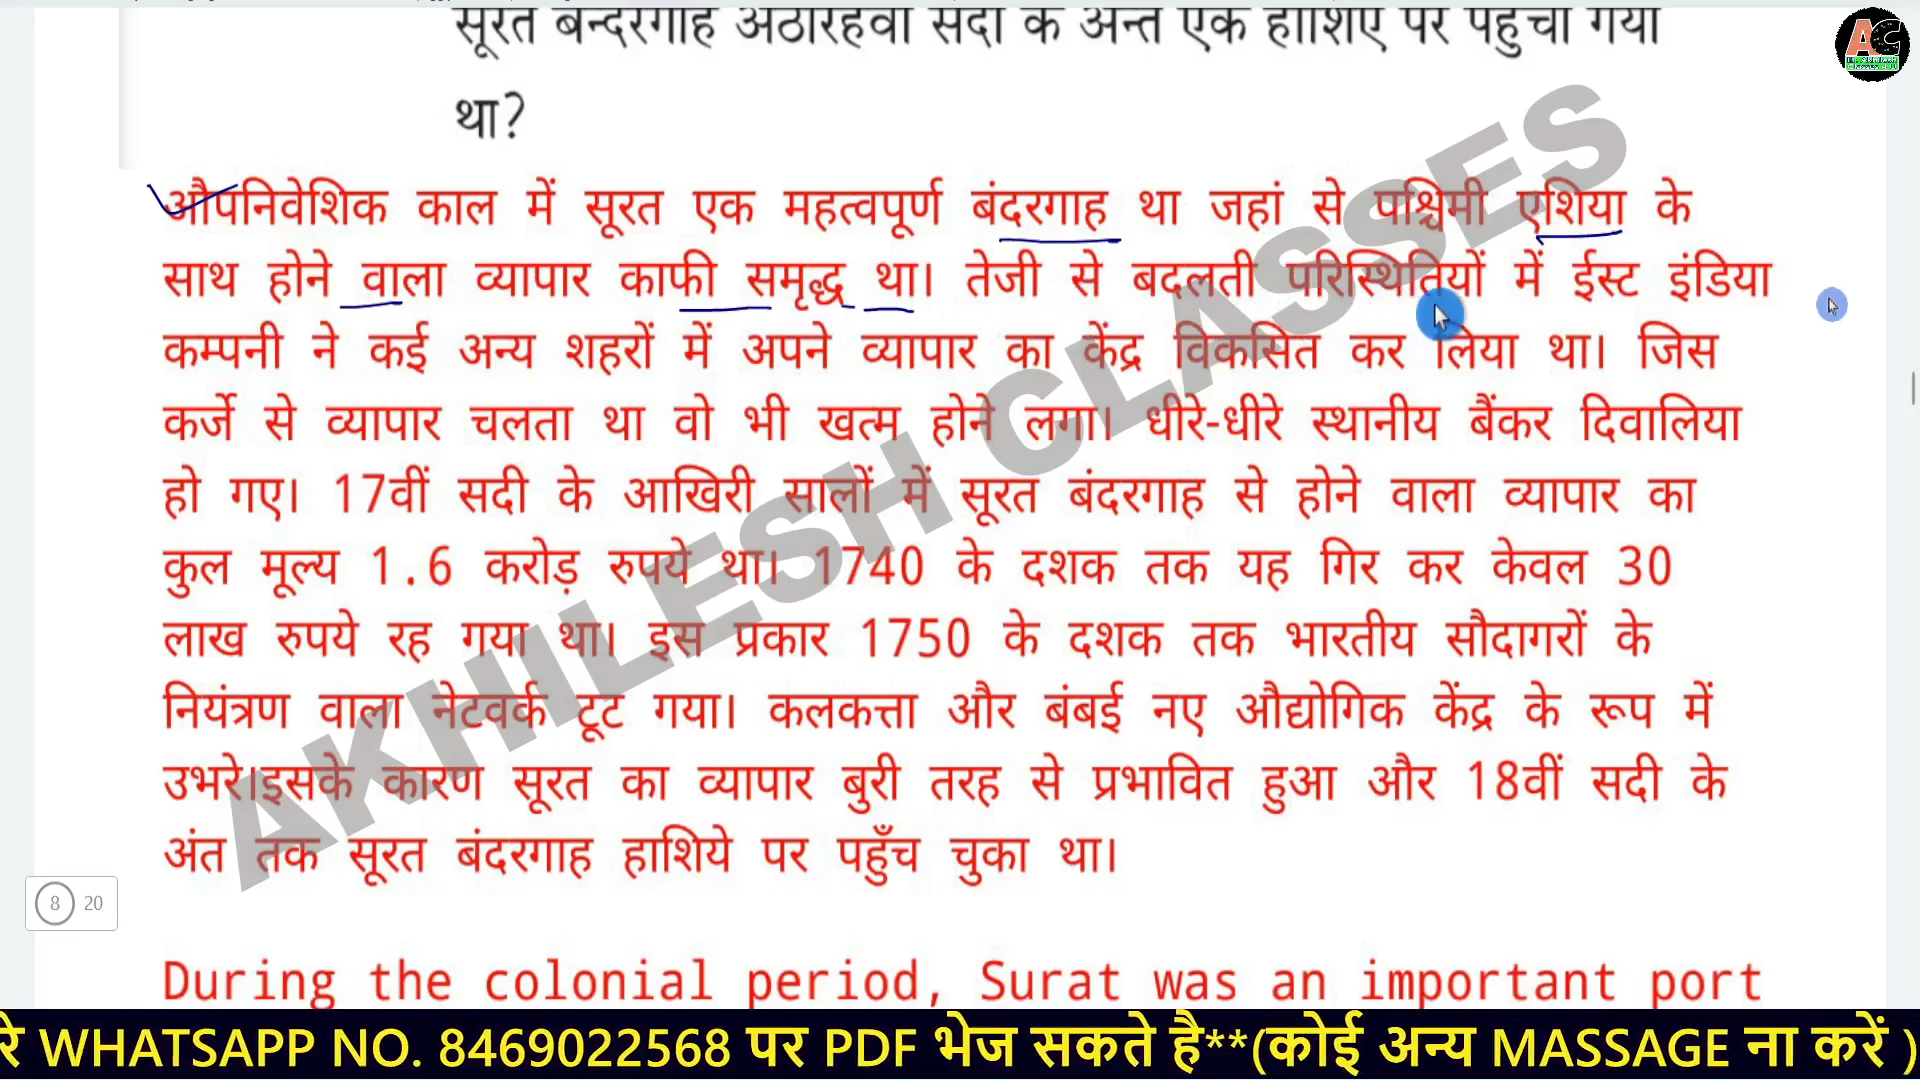 सूरत बन्दरगाह अठारहवीं सदी के अन्त एक हाशिए पर पहुंचा गया
था?
औपनिवेशिक काल में सूरत एक महत्वपूर्ण बंदरगाह था जहां से पश्चिमी एशिया के
साथ होने वाला व्यापार काफी समृद्ध था। तेजी से बदलती परिस्थितियों में ईस्ट इंडिया
कम्पनी ने कई अन्य शहरों में अपने व्यापार का केंद्र विकसित कर लिया था। जिस
कर्जे से व्यापार चलता था वो भी खत्म होने लगा। धीरे-धीरे स्थानीय बैंकर दिवालिया
हो गए। 17वीं सदी के आखिरी सालों में सूरत बंदरगाह से होने वाला व्यापार का
कुल मूल्य 1.6 करोड़ रुपये था। 1740 के दशक तक यह गिर कर केवल 30
लाख रुपये रह गया था। इस प्रकार 1750 के दशक तक भारतीय सौदागरों के
नियंत्रण वाला नेटवर्क टूट गया। कलकत्ता और बंबई नए औद्योगिक केंद्र के रूप में
उभरे।इसके कारण सूरत का व्यापार बुरी तरह से प्रभावित हुआ और 18वीं सदी के
अंत तक सूरत बंदरगाह हाशिये पर पहुँच चुका था।
AKHILESH CLASSES
8 20
During the colonial period, Surat was an important port
रे WHATSAPP NO. 8469022568 पर PDF भेज सकते है**(कोई अन्य MASSAGE ना करें )
AC